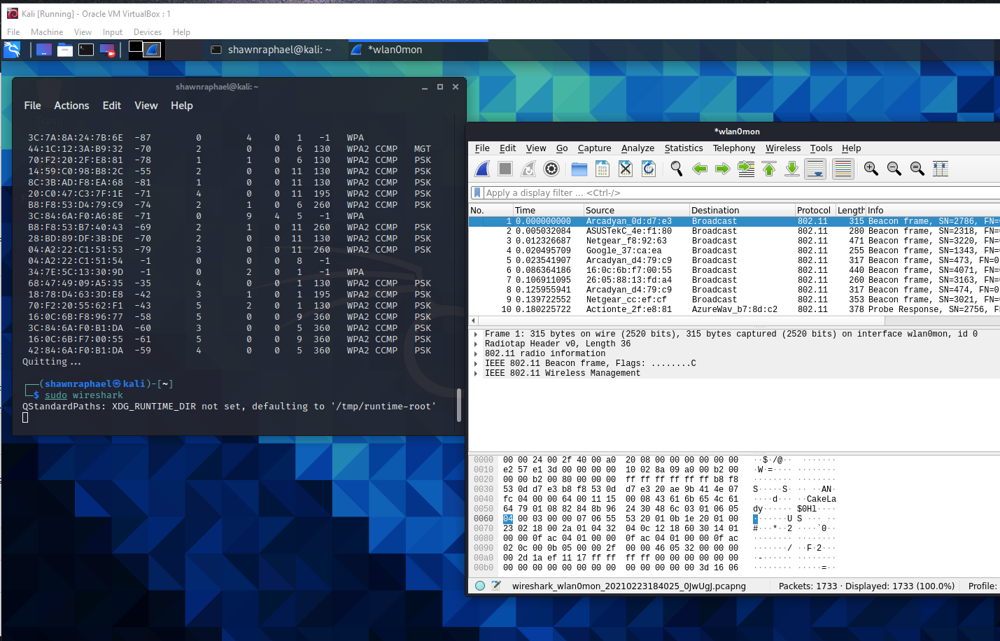 Kali [Running] - Oracle VM VirtualBox : 1
File Machine View Input Devices Help
shawnraphael@kali: ~
*wlan0mon
shawnraphael@kali: ~
File Actions Edit View Help
3C:7A:8A:24:7B:6E -87 0 4 0 1 -1 WPA
44:1C:12:3A:B9:32 -70 2 0 0 6 130 WPA2 CCMP MGT
70:F2:20:2F:E8:81 -78 1 1 0 6 130 WPA2 CCMP PSK
14:59:C0:98:B8:2C -55 2 0 0 11 130 WPA2 CCMP PSK
8C:3B:AD:F8:EA:68 -81 1 0 0 11 130 WPA2 CCMP PSK
20:C0:47:C3:7F:1E -71 4 0 0 11 195 WPA2 CCMP PSK
B8:F8:53:D4:79:C9 -74 2 1 0 6 260 WPA2 CCMP PSK
3C:84:6A:F0:A6:8E -71 0 9 4 5 -1 WPA
B8:F8:53:B7:40:43 -69 2 1 0 11 260 WPA2 CCMP PSK
28:BD:89:DF:3B:DE -70 2 0 0 11 130 WPA2 CCMP PSK
04:A2:22:C1:51:53 -79 3 0 0 11 260 WPA2 CCMP PSK
04:A2:22:C1:51:54 -1 0 0 0 8 -1
34:7E:5C:13:30:9D -1 0 2 0 1 -1 WPA
68:47:49:09:A5:35 -35 4 0 0 1 130 WPA2 CCMP PSK
18:78:D4:63:3D:E8 -42 3 1 0 1 195 WPA2 CCMP PSK
70:F2:20:55:62:F1 -43 5 2 0 1 130 WPA2 CCMP PSK
16:0C:6B:F8:96:77 -58 5 0 0 9 360 WPA2 CCMP PSK
3C:84:6A:F0:B1:DA -60 3 0 0 5 360 WPA2 CCMP PSK
16:0C:6B:F7:00:55 -61 5 0 0 9 360 WPA2 CCMP PSK
42:84:6A:F0:B1:DA -59 4 0 0 5 360 WPA2 CCMP PSK
Quitting...
(shawnraphael㉿kali)-[~]
$ sudo wireshark
QStandardPaths: XDG_RUNTIME_DIR not set, defaulting to '/tmp/runtime-root'
*wlan0mon
File Edit View Go Capture Analyze Statistics Telephony Wireless Tools Help
Apply a display filter ... <Ctrl-/>
No. Time Source Destination Protocol Length Info
1 0.000000000 Arcadyan_0d:d7:e3 Broadcast 802.11 315 Beacon frame, SN=2786, FN=
2 0.005032084 ASUSTekC_4e:f1:80 Broadcast 802.11 280 Beacon frame, SN=2318, FN=
3 0.012326687 Netgear_f8:92:63 Broadcast 802.11 471 Beacon frame, SN=3220, FN=
4 0.020495709 Google_37:ca:ea Broadcast 802.11 255 Beacon frame, SN=1343, FN=
5 0.023541907 Arcadyan_d4:79:c9 Broadcast 802.11 317 Beacon frame, SN=473, FN=0
6 0.086364186 16:0c:6b:f7:00:55 Broadcast 802.11 440 Beacon frame, SN=4071, FN=
7 0.106911095 26:05:88:13:fd:a4 Broadcast 802.11 260 Beacon frame, SN=3163, FN=
8 0.125955941 Arcadyan_d4:79:c9 Broadcast 802.11 317 Beacon frame, SN=474, FN=0
9 0.139722552 Netgear_cc:ef:cf Broadcast 802.11 353 Beacon frame, SN=3021, FN=
10 0.180225722 Actionte_2f:e8:81 AzureWav_b7:8d:c2 802.11 378 Probe Response, SN=2756, F
Frame 1: 315 bytes on wire (2520 bits), 315 bytes captured (2520 bits) on interface wlan0mon, id 0
Radiotap Header v0, Length 36
802.11 radio information
IEEE 802.11 Beacon frame, Flags: ........C
IEEE 802.11 Wireless Management
0000 00 00 24 00 2f 40 00 a0 20 08 00 00 00 00 00 00 ··$·/@·· ·······
0010 e2 57 e1 3d 00 00 00 00 10 02 8a 09 a0 00 b2 00 ·W·=···· ········
0020 00 00 b2 00 80 00 00 00 ff ff ff ff ff ff b8 f8 ········ ········
0030 53 0d d7 e3 b8 f8 53 0d d7 e3 20 ae 9b 41 4e 07 S·····S· ·· ··AN·
0040 fc 04 00 00 64 00 11 15 00 08 43 61 6b 65 4c 61 ····d··· ··CakeLa
0050 64 79 01 08 82 84 8b 96 24 30 48 6c 03 01 06 05 dy······ $0Hl····
0060 04 00 03 00 00 07 06 55 53 20 01 0b 1e 20 01 00 ·······U S ··· ··
0070 23 02 18 00 2a 01 04 32 04 0c 12 18 60 30 14 01 #···*··2 ····`0··
0080 00 00 0f ac 04 01 00 00 0f ac 04 01 00 00 0f ac ········ ········
0090 02 0c 00 0b 05 00 00 2f 00 00 46 05 32 00 00 00 ·······/ ··F·2···
00a0 00 2d 1a ef 11 17 ff ff ff ff 00 00 00 00 00 00 ·-······ ········
00b0 00 00 00 00 00 00 00 00 00 00 00 00 00 3d 16 06 ········ ·····=··
wireshark_wlan0mon_20210223184025_0JwUgJ.pcapng Packets: 1733 · Displayed: 1733 (100.0%) Profile: